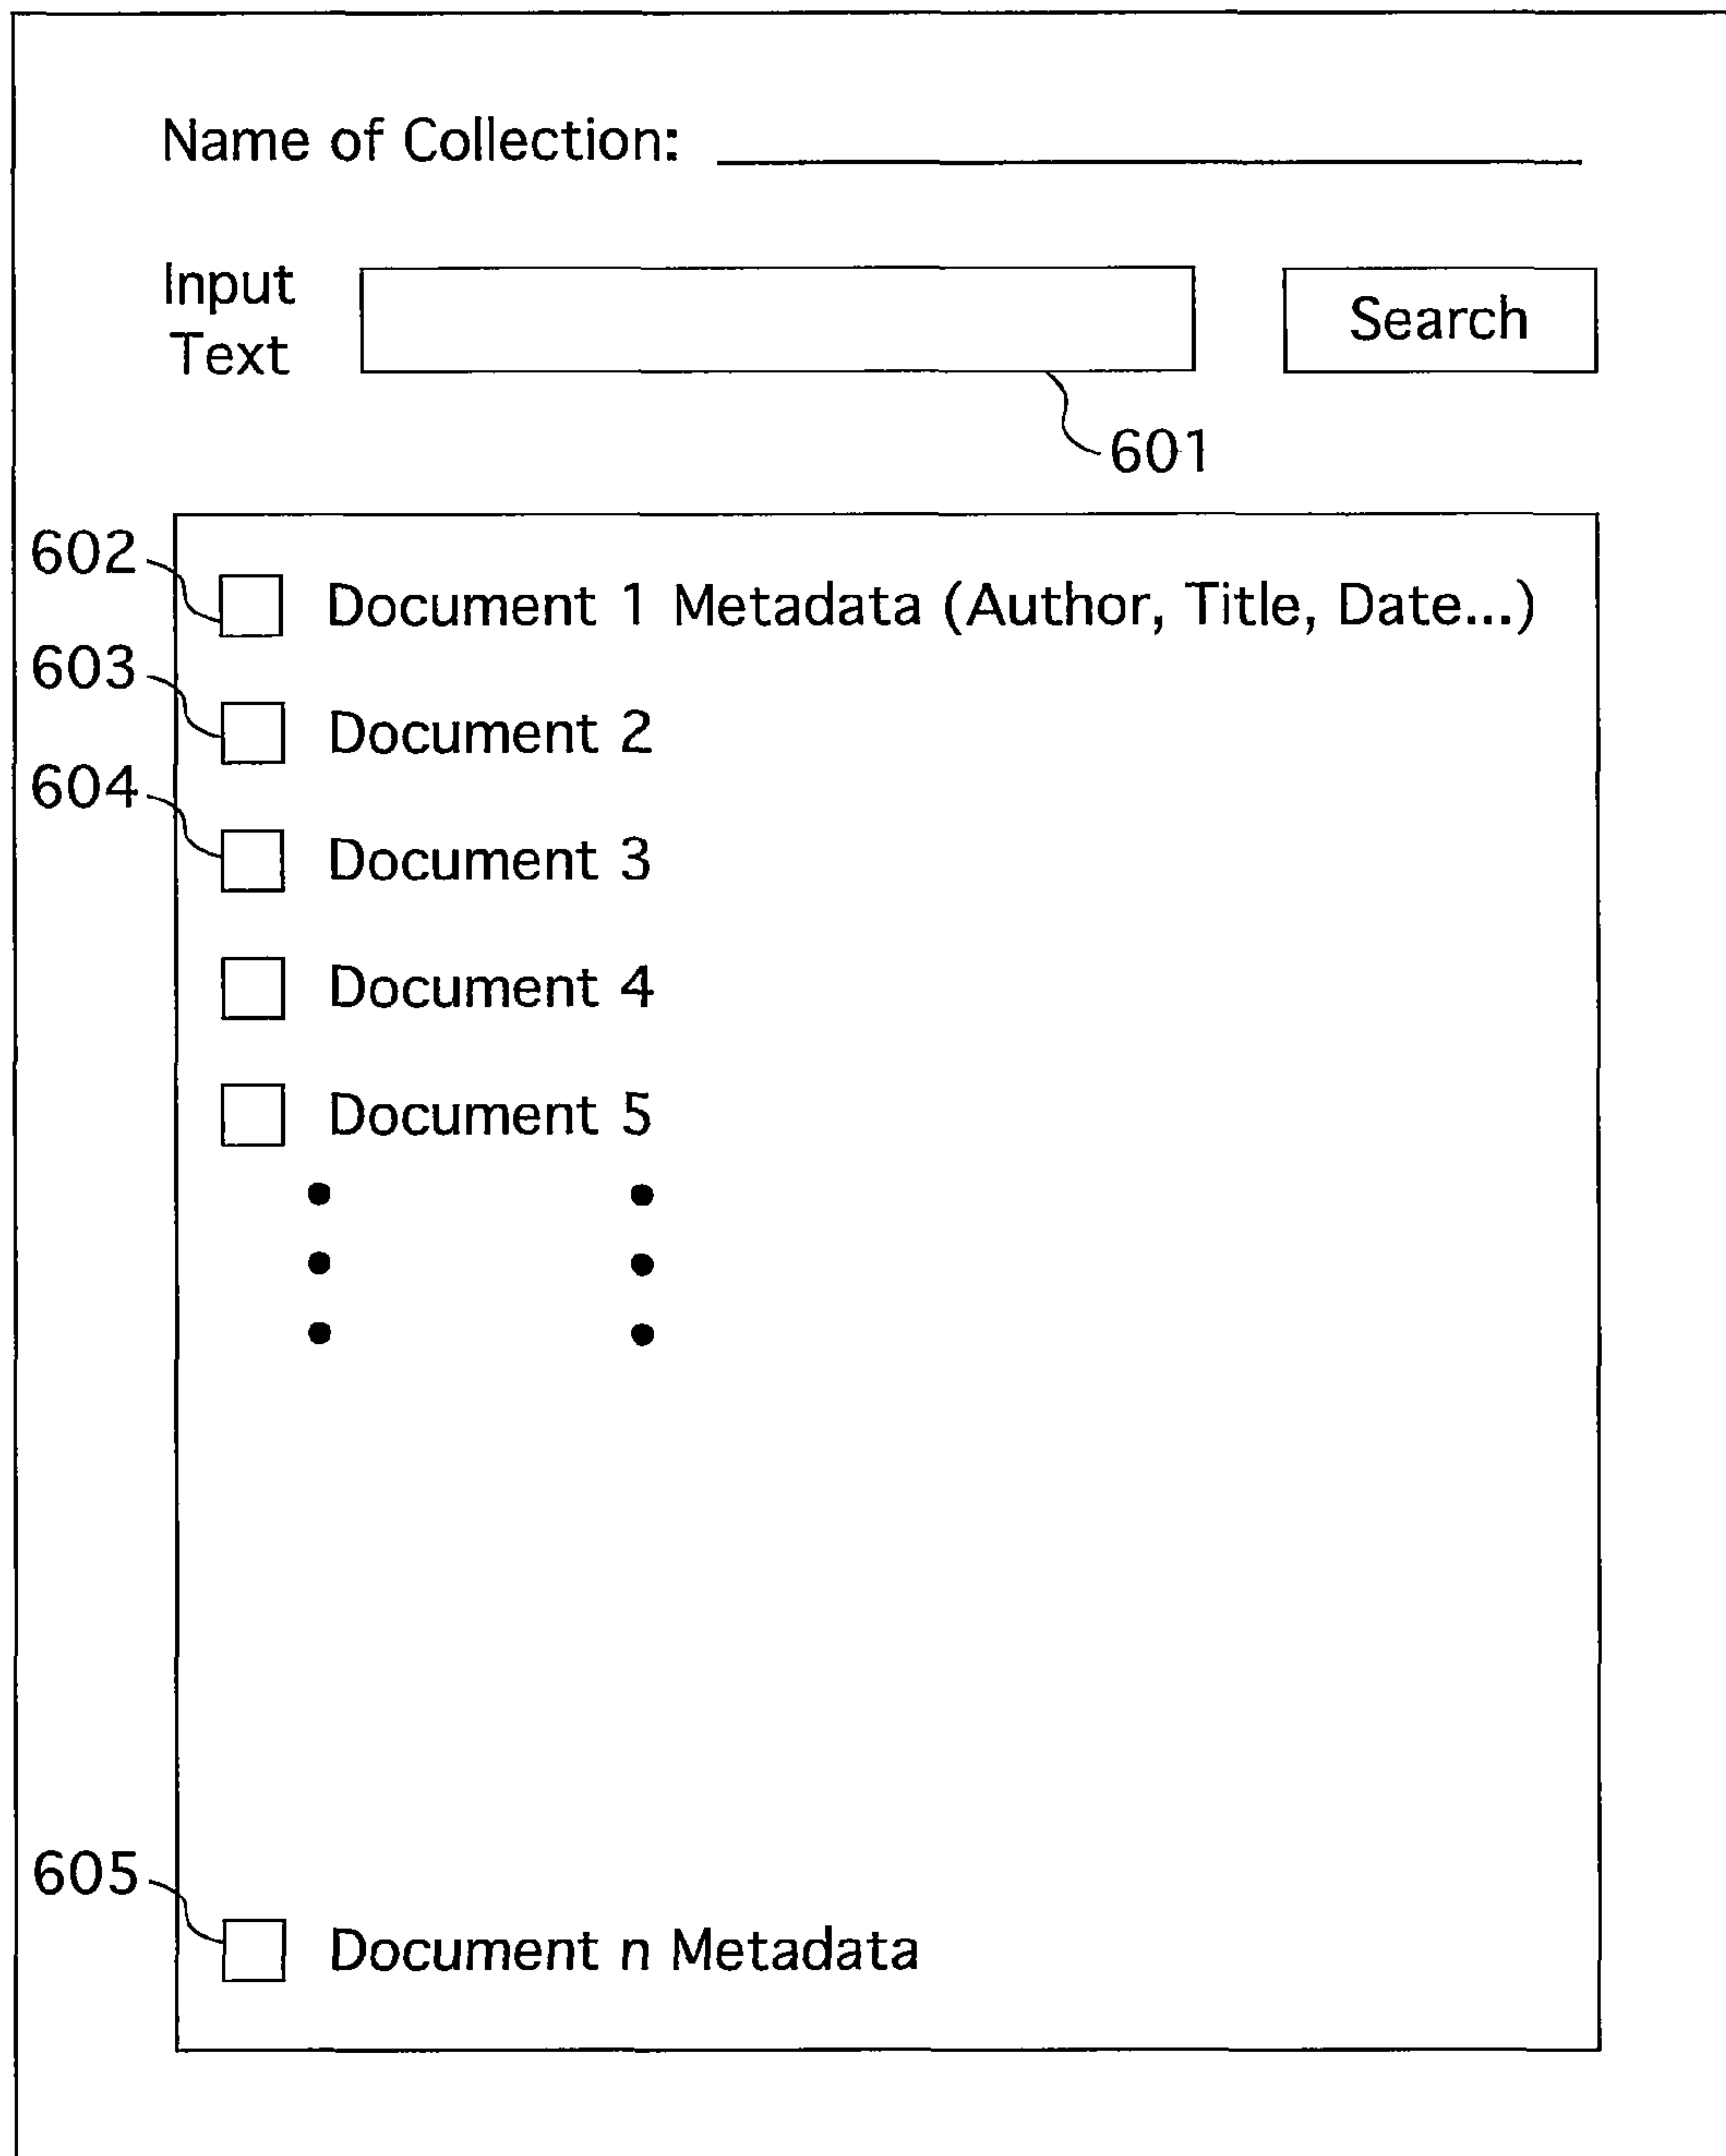 Name of Collection:
Input
Text
Search
601
602
Document 1 Metadata (Author, Title, Date...)
603
Document 2
604
Document 3
Document 4
Document 5
605
Document n Metadata